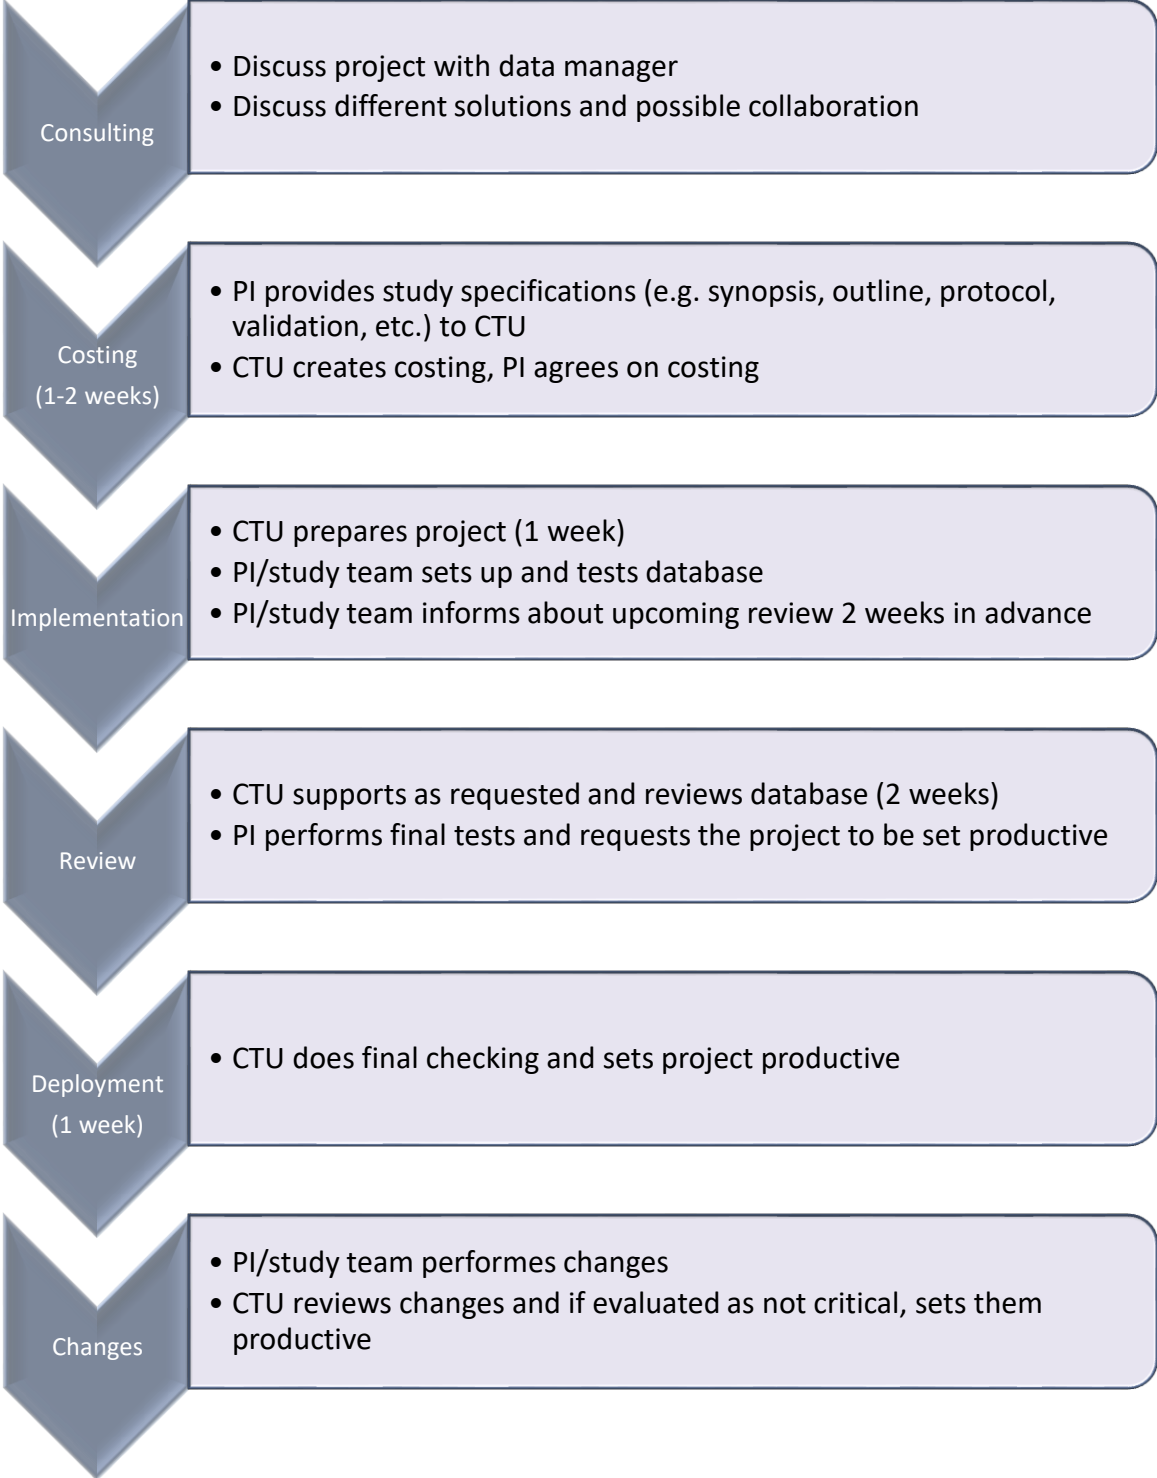 Consulting
• Discuss project with data manager
• Discuss different solutions and possible collaboration
Costing
(1-2 weeks)
• PI provides study specifications (e.g. synopsis, outline, protocol,
validation, etc.) to CTU
• CTU creates costing, PI agrees on costing
Implementation
• CTU prepares project (1 week)
• PI/study team sets up and tests database
• PI/study team informs about upcoming review 2 weeks in advance
Review
• CTU supports as requested and reviews database (2 weeks)
• PI performs final tests and requests the project to be set productive
Deployment
(1 week)
• CTU does final checking and sets project productive
Changes
• PI/study team performes changes
• CTU reviews changes and if evaluated as not critical, sets them
productive